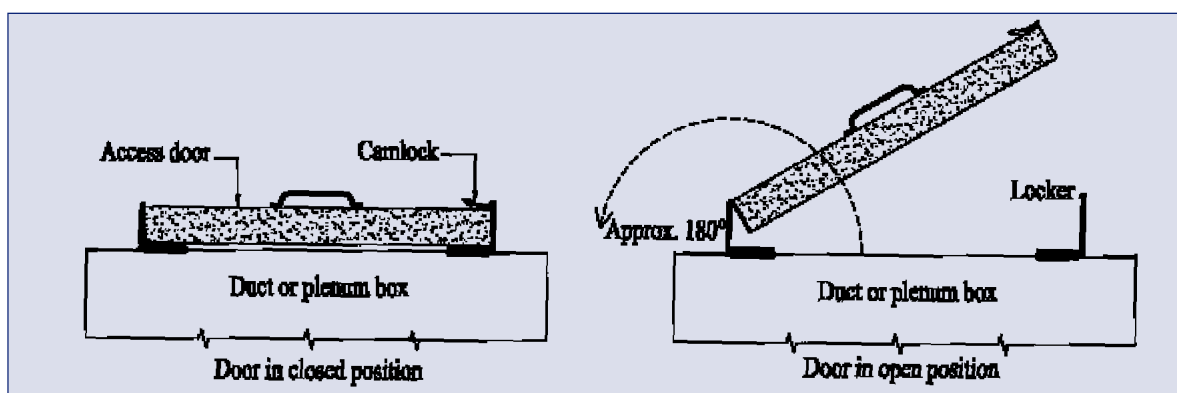 Access door
Camlock
Duct or plenum box
Door in closed position
Approx. 180°
Locker
Duct or plenum box
Door in open position